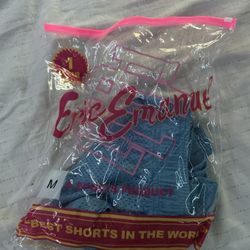 1
Eric Emanuel
M
BEST SHORTS IN THE WOR